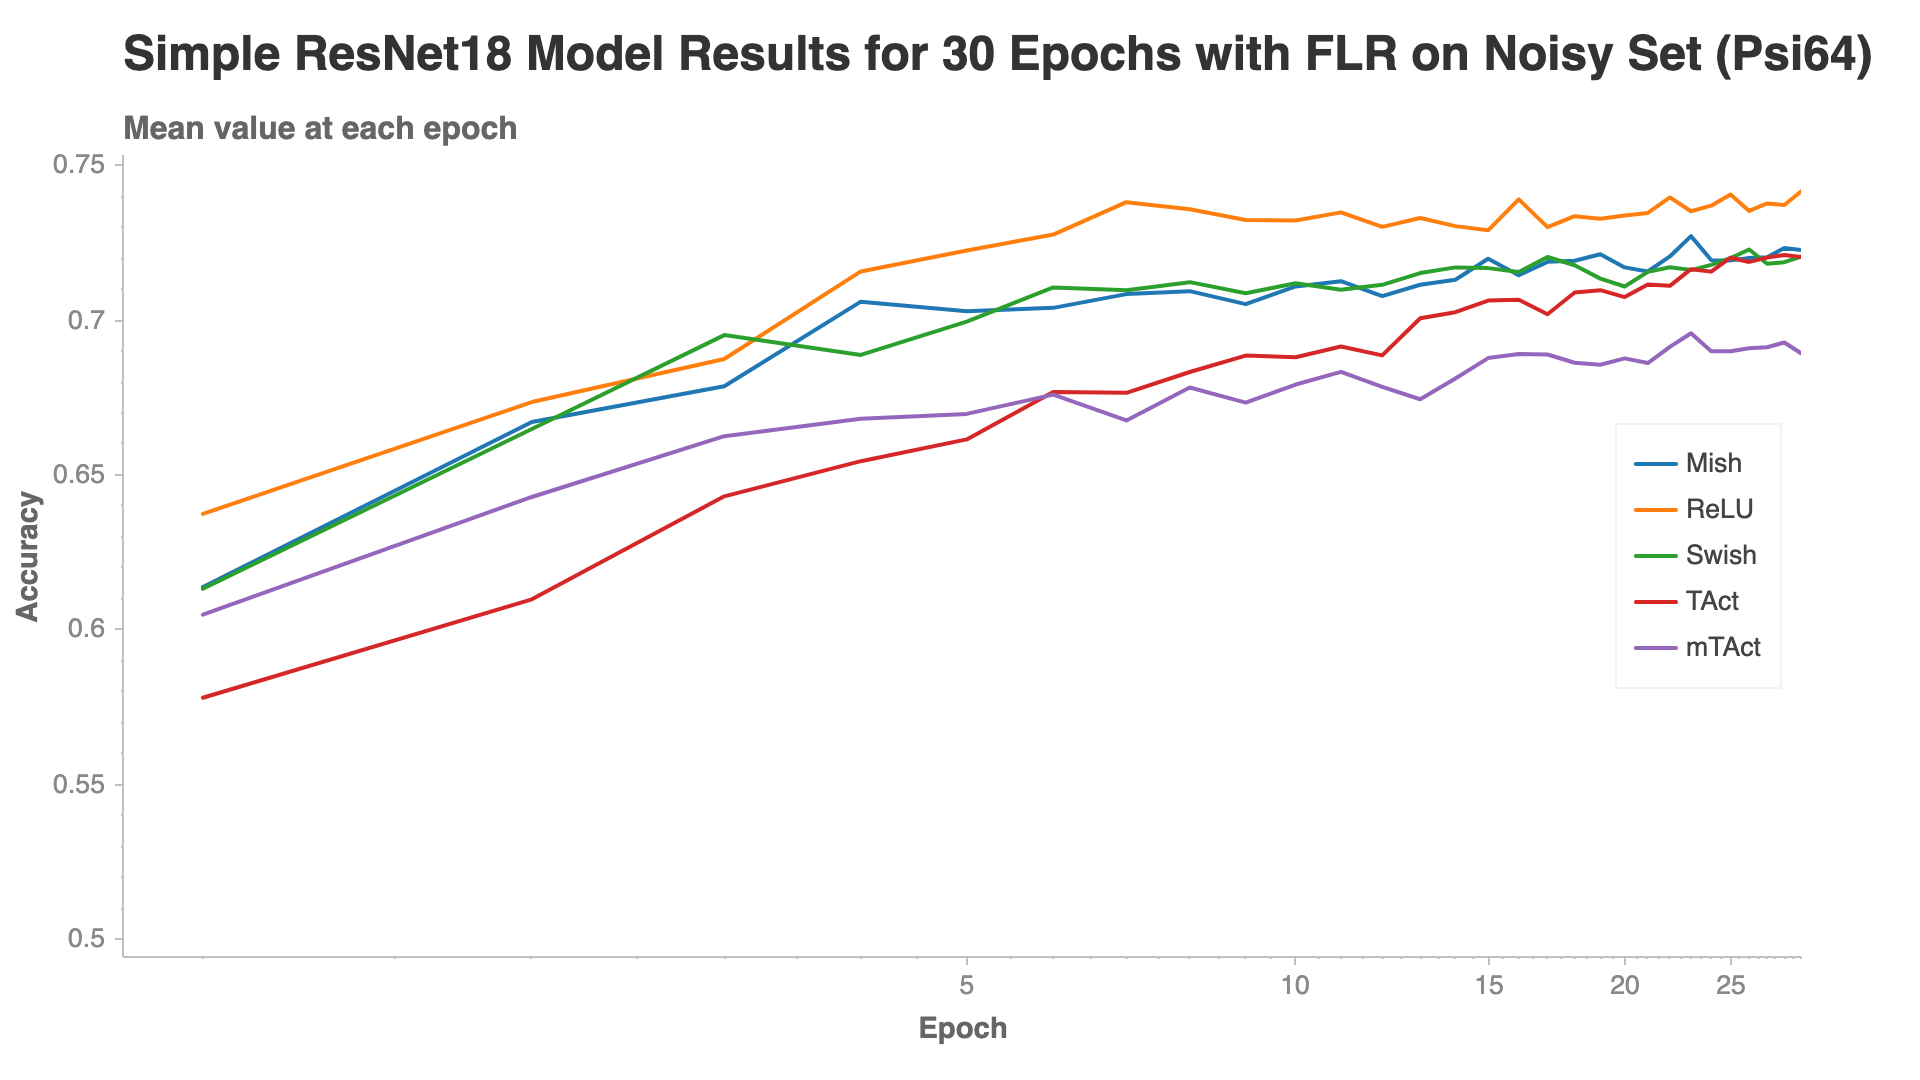 Simple ResNet18 Model Results for 30 Epochs with FLR on Noisy Set (Psi64)
Mean value at each epoch
0.75
0.7
0.65
0.6
0.55
0.5
Accuracy
Mish
ReLU
Swish
TAct
mTAct
5 10 15 20 25
Epoch